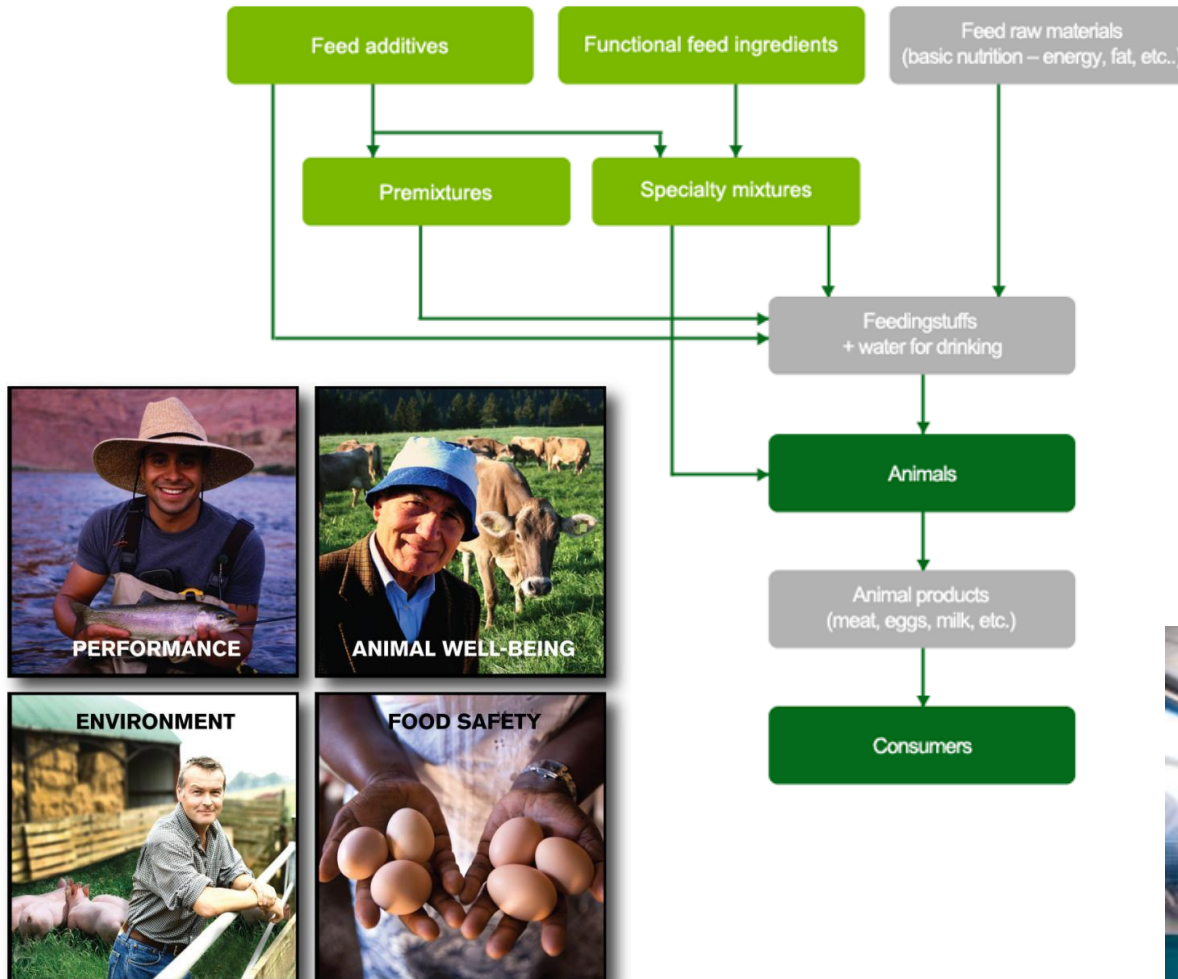 Feed additives
Functional feed ingredients
Feed raw materials
(basic nutrition – energy, fat, etc..)
Premixtures
Specialty mixtures
Feedingstuffs
+ water for drinking
Animals
Animal products
(meat, eggs, milk, etc.)
Consumers
PERFORMANCE
ANIMAL WELL-BEING
ENVIRONMENT
FOOD SAFETY